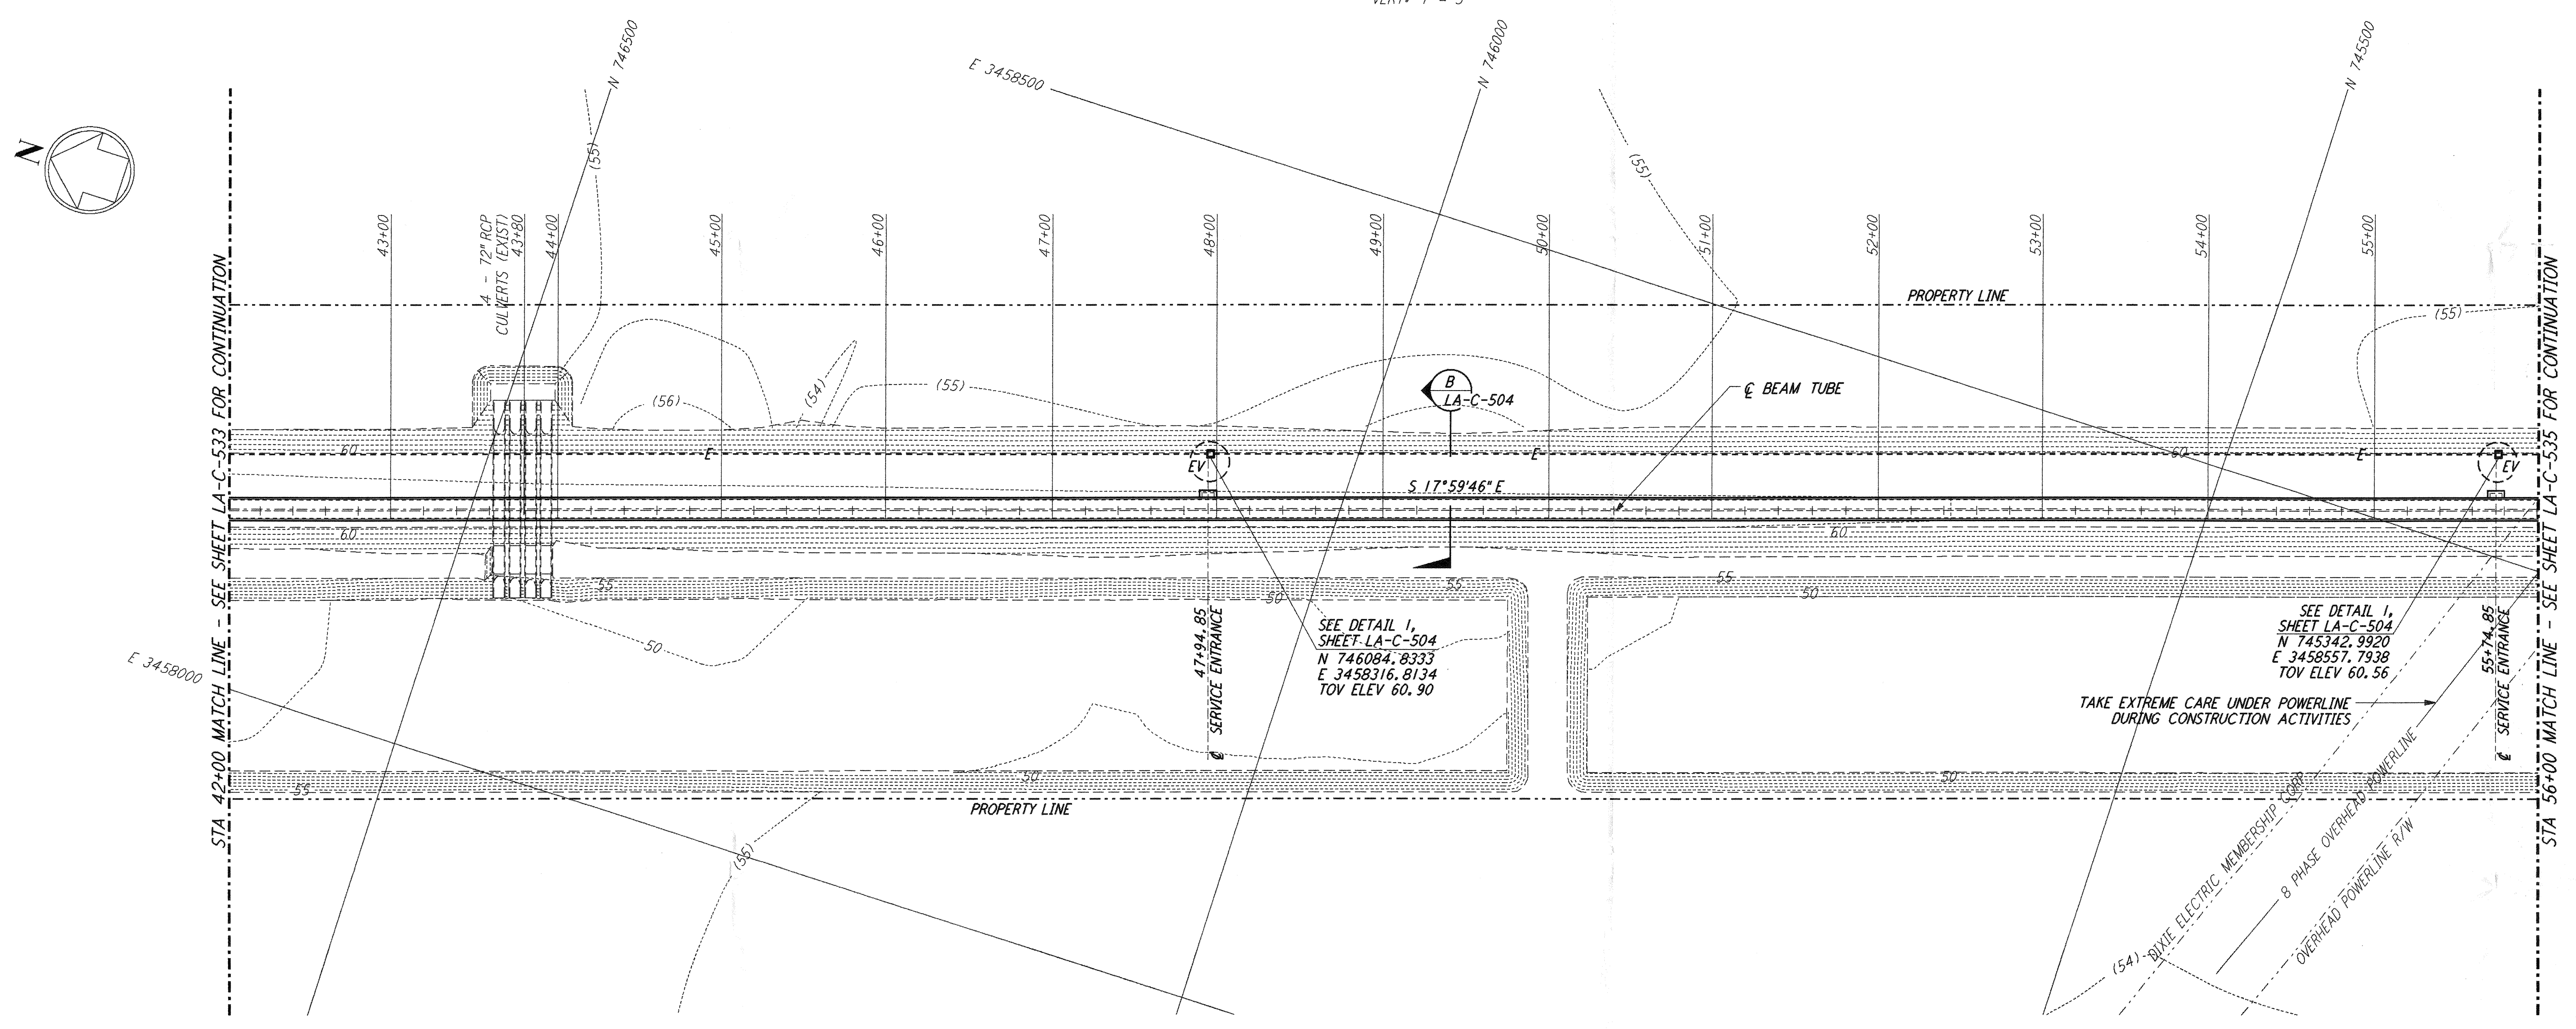 N 746500
E 3458500
N 746000
N 745500
N
(55)
(55)
43+00
4 - 72" RCP
CULVERTS (EXIST)
43+80
44+00
45+00
46+00
47+00
48+00
49+00
50+00
51+00
52+00
53+00
54+00
55+00
PROPERTY LINE
(55)
STA 42+00 MATCH LINE - SEE SHEET LA-C-533 FOR CONTINUATION
STA 56+00 MATCH LINE - SEE SHEET LA-C-535 FOR CONTINUATION
(56)
(54)
(55)
B
LA-C-504
℄ BEAM TUBE
60
E
E
60
E
EV
EV
S 17°59'46" E
60
60
55
50
55
55
50
50
47+94.85
℄ SERVICE ENTRANCE
SEE DETAIL 1,
SHEET LA-C-504
N 746084.8333
E 3458316.8134
TOV ELEV 60.90
SEE DETAIL 1,
SHEET LA-C-504
N 745342.9920
E 3458557.7938
TOV ELEV 60.56
55+74.85
℄ SERVICE ENTRANCE
TAKE EXTREME CARE UNDER POWERLINE
DURING CONSTRUCTION ACTIVITIES
E 3458000
55
50
50
PROPERTY LINE
(55)
DIXIE ELECTRIC MEMBERSHIP CORP
8 PHASE OVERHEAD POWERLINE
OVERHEAD POWERLINE R/W
(54)